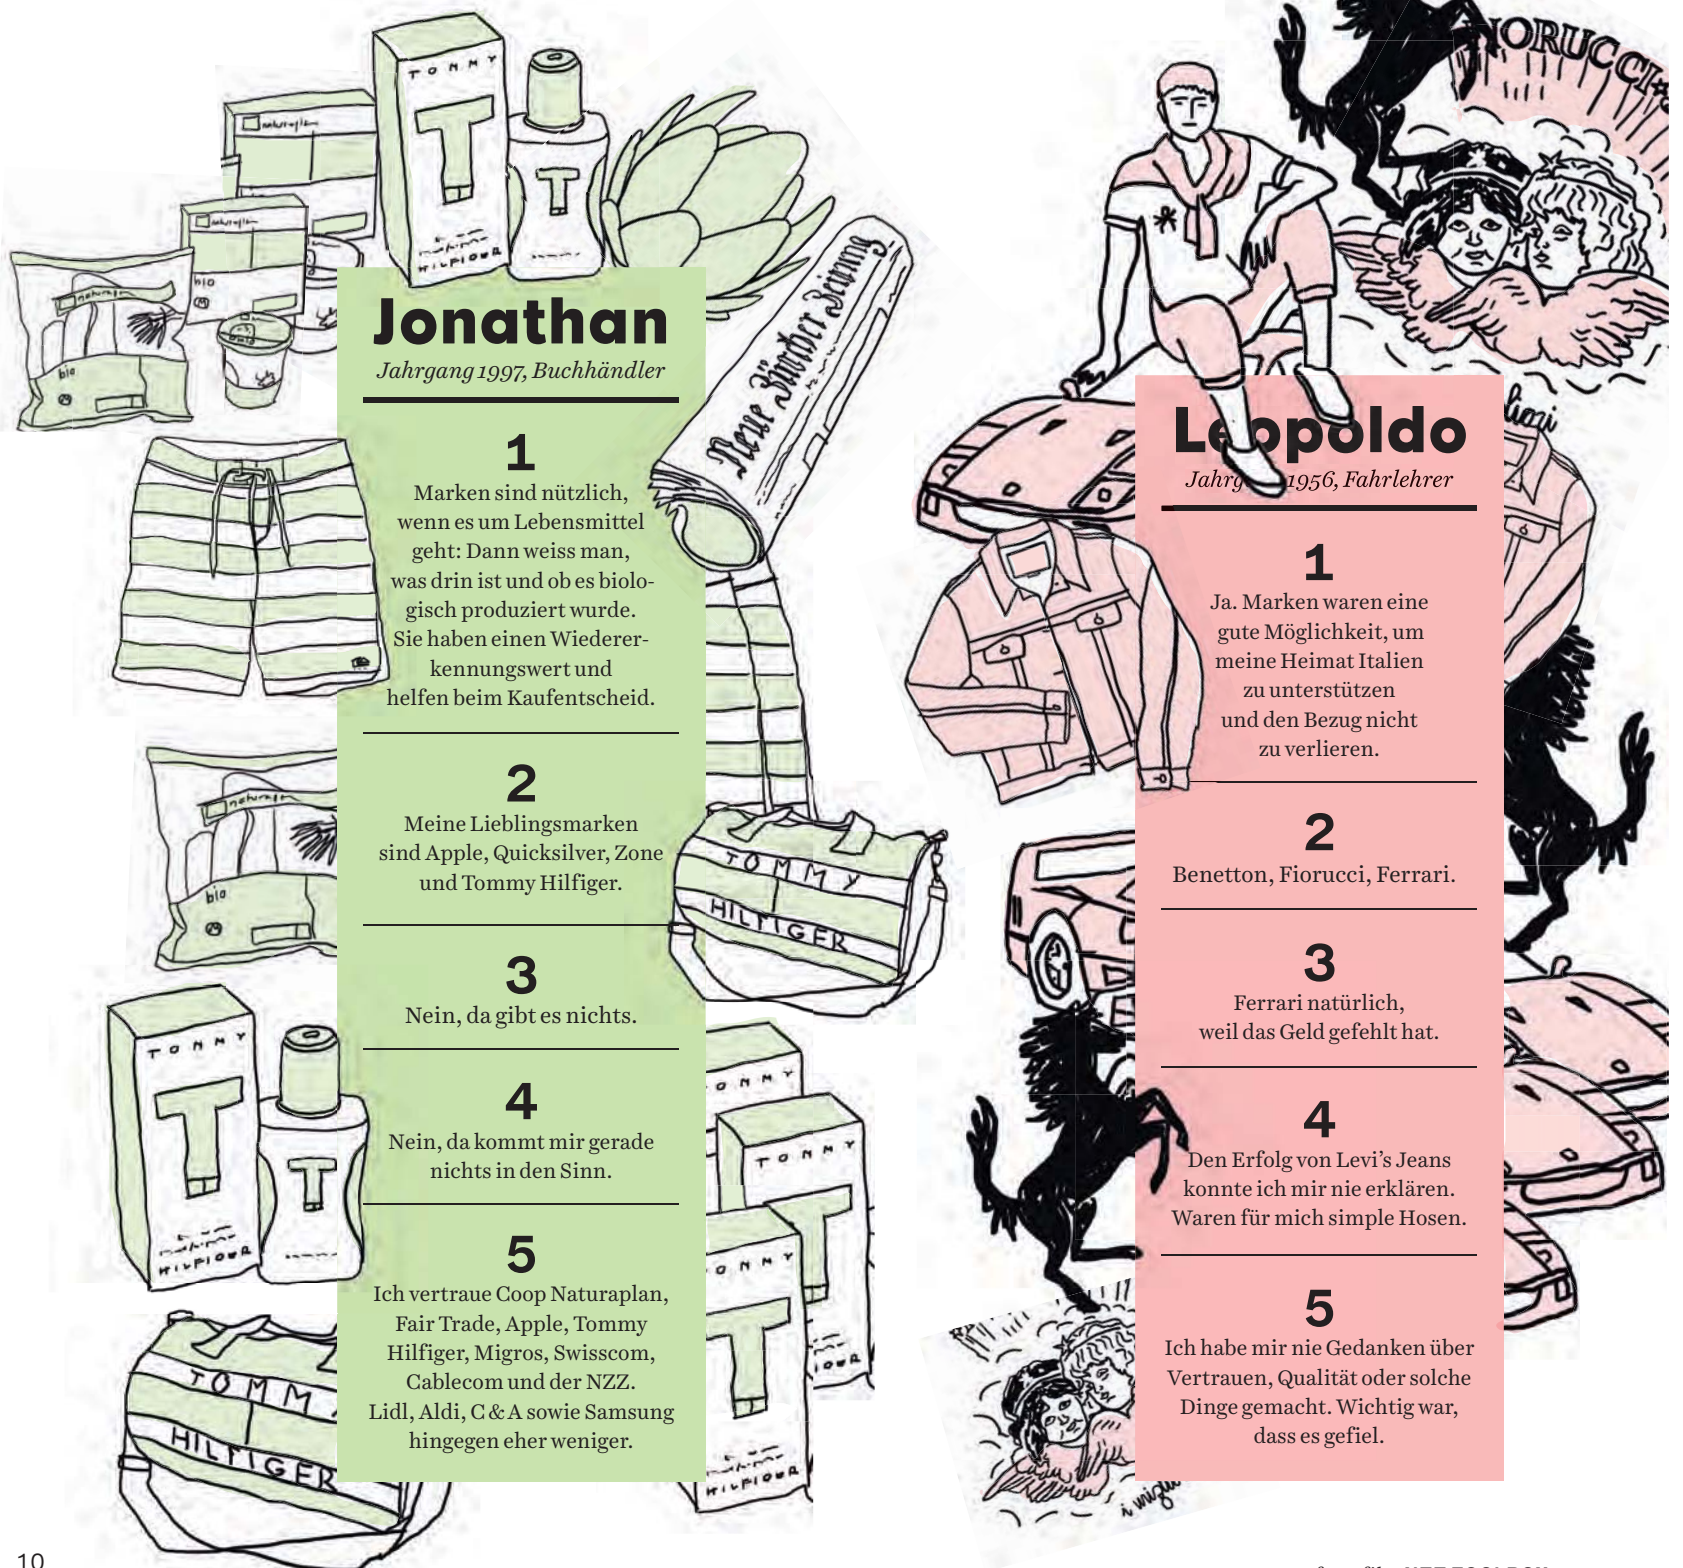 Jonathan
Jahrgang 1997, Buchhändler
1
Marken sind nützlich,
wenn es um Lebensmittel
geht: Dann weiss man,
was drin ist und ob es biolo-
gisch produziert wurde.
Sie haben einen Wiederer-
kennungswert und
helfen beim Kaufentscheid.
2
Meine Lieblingsmarken
sind Apple, Quicksilver, Zone
und Tommy Hilfiger.
3
Nein, da gibt es nichts.
4
Nein, da kommt mir gerade
nichts in den Sinn.
5
Ich vertraue Coop Naturaplan,
Fair Trade, Apple, Tommy
Hilfiger, Migros, Swisscom,
Cablecom und der NZZ.
Lidl, Aldi, C & A sowie Samsung
hingegen eher weniger.
Leopoldo
1956, Fahrlehrer
1
Ja. Marken waren eine
gute Möglichkeit, um
meine Heimat Italien
zu unterstützen
und den Bezug nicht
zu verlieren.
2
Benetton, Fiorucci, Ferrari.
3
Ferrari natürlich,
weil das Geld gefehlt hat.
4
Den Erfolg von Levi's Jeans
konnte ich mir nie erklären.
Waren für mich simple Hosen.
5
Ich habe mir nie Gedanken über
Vertrauen, Qualität oder solche
Dinge gemacht. Wichtig war,
dass es gefiel.
TOMMY
T
T
naturaplan
bio
bio
TOMMY
HILFIGER
TOMMY
T
T
TOMMY
T
TOMMY
HILFIGER
10